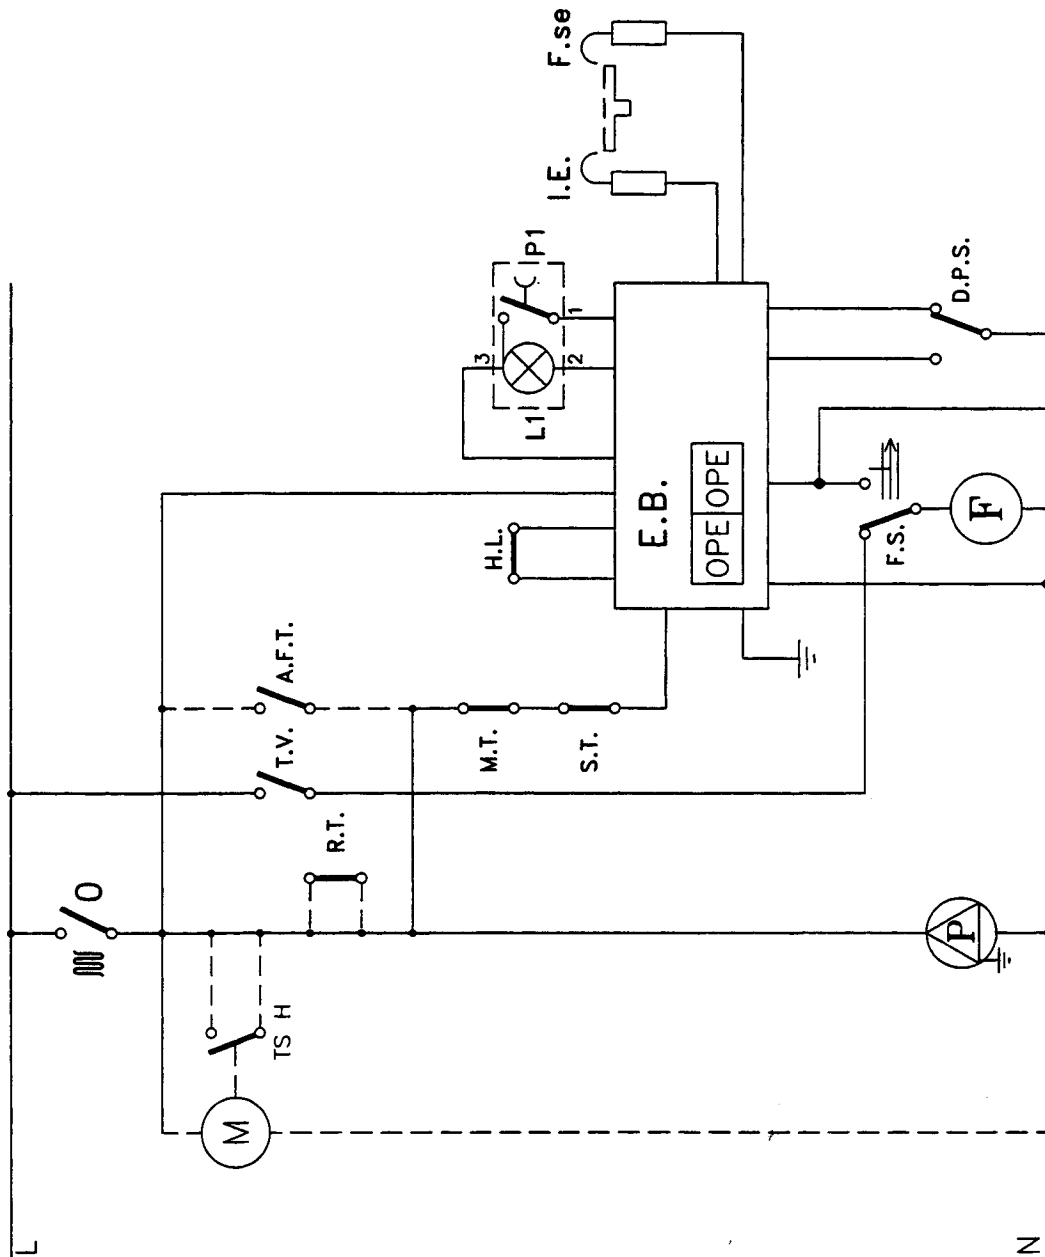 L
N
M
TS H
O
R.T.
T.V.
A.F.T.
M.T.
S.T.
H.L.
L1
P1
3
2
1
I.E.
F.se
E.B.
OPE OPE
F.S.
D.P.S.
P
F